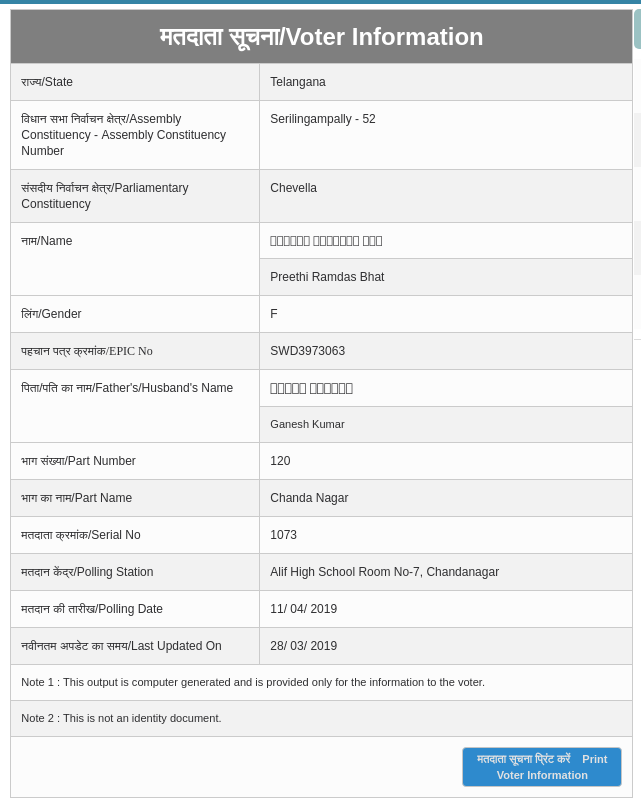 मतदाता सूचना/Voter Information
राज्य/State
Telangana
विधान सभा निर्वाचन क्षेत्र/Assembly
Constituency - Assembly Constituency
Number
Serilingampally - 52
संसदीय निर्वाचन क्षेत्र/Parliamentary
Constituency
Chevella
नाम/Name
Preethi Ramdas Bhat
लिंग/Gender
F
पहचान पत्र क्रमांक/EPIC No
SWD3973063
पिता/पति का नाम/Father's/Husband's Name
Ganesh Kumar
भाग संख्या/Part Number
120
भाग का नाम/Part Name
Chanda Nagar
मतदाता क्रमांक/Serial No
1073
मतदान केंद्र/Polling Station
Alif High School Room No-7, Chandanagar
मतदान की तारीख/Polling Date
11/ 04/ 2019
नवीनतम अपडेट का समय/Last Updated On
28/ 03/ 2019
Note 1 : This output is computer generated and is provided only for the information to the voter.
Note 2 : This is not an identity document.
मतदाता सूचना प्रिंट करें Print
Voter Information